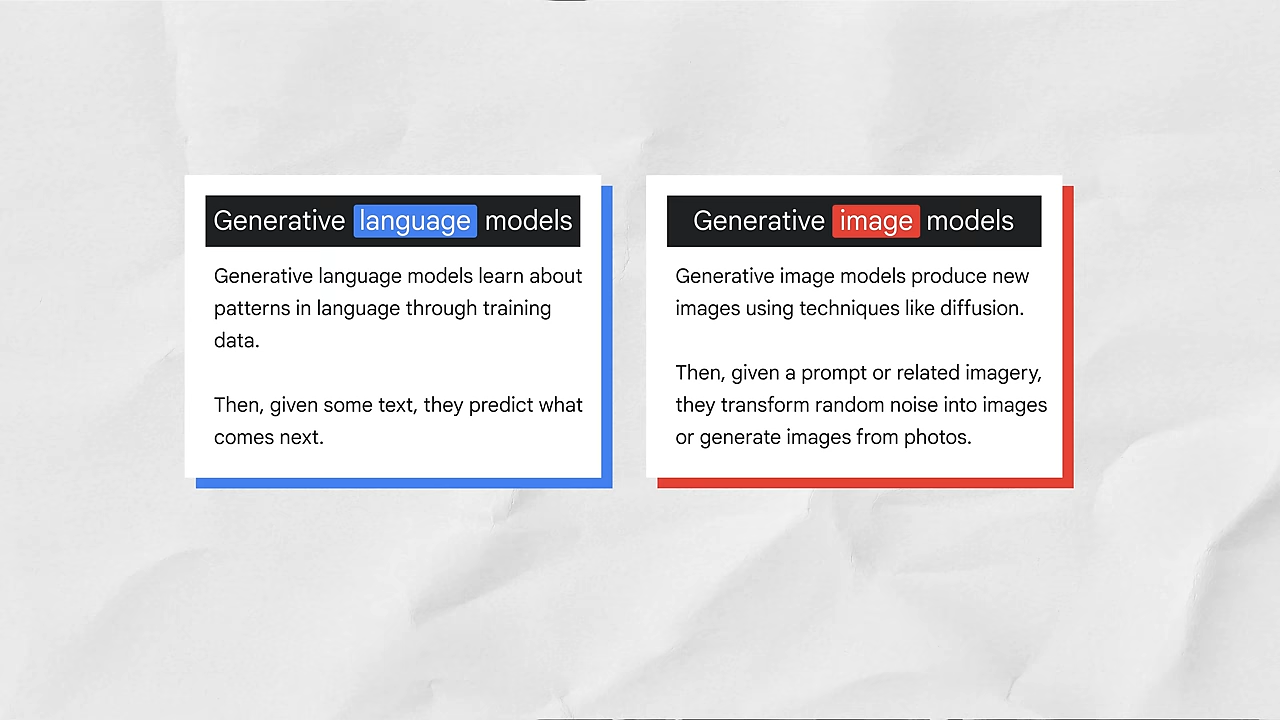 Generative language models
Generative language models learn about
patterns in language through training
data.
Then, given some text, they predict what
comes next.
Generative image models
Generative image models produce new
images using techniques like diffusion.
Then, given a prompt or related imagery,
they transform random noise into images
or generate images from photos.